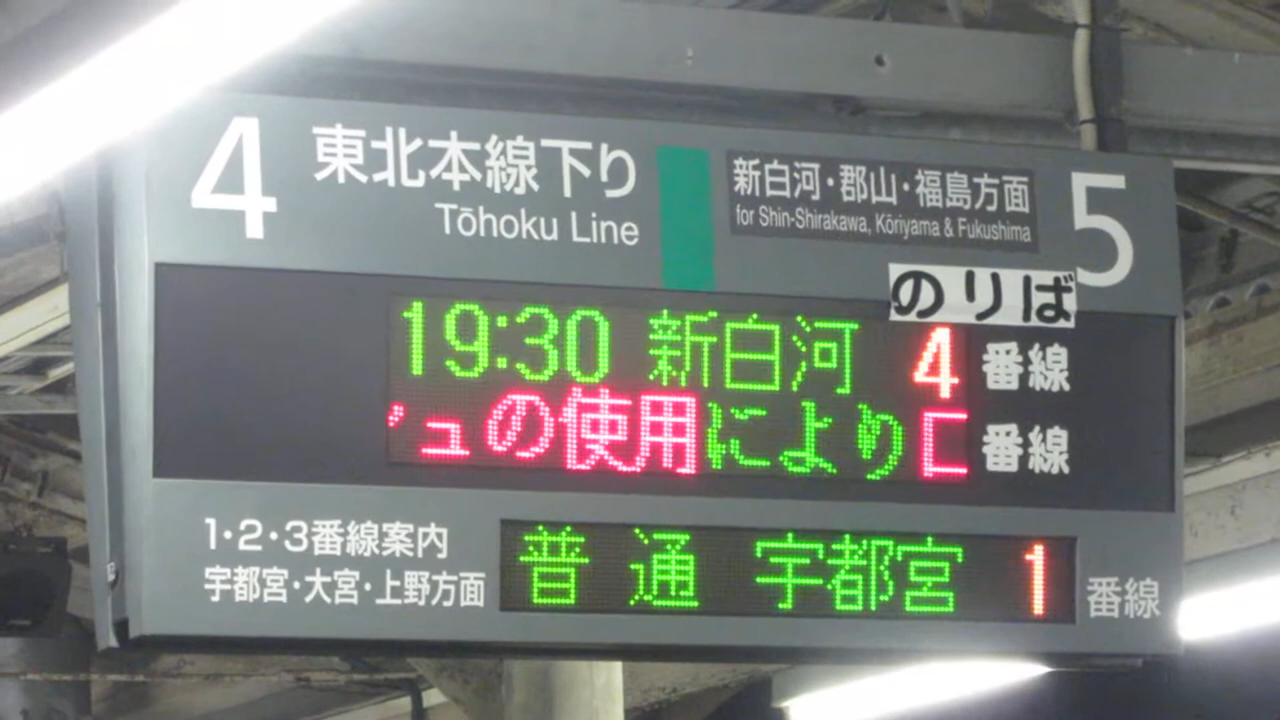 4 東北本線下り 新白河・郡山・福島方面 5
Tōhoku Line for Shin-Shirakawa, Kōriyama & Fukushima
のりば
19:30 新白河 4 番線
ュの使用により 番線
1・2・3番線案内
宇都宮・大宮・上野方面
普通 宇都宮 1 番線